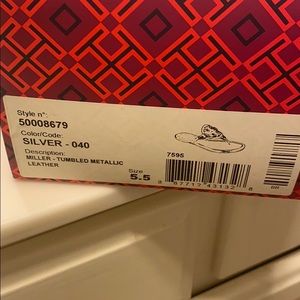 Style n°:
50008679
Color/Code:
SILVER - 040
Description:
MILLER - TUMBLED METALLIC
LEATHER
Size
5.5
7595